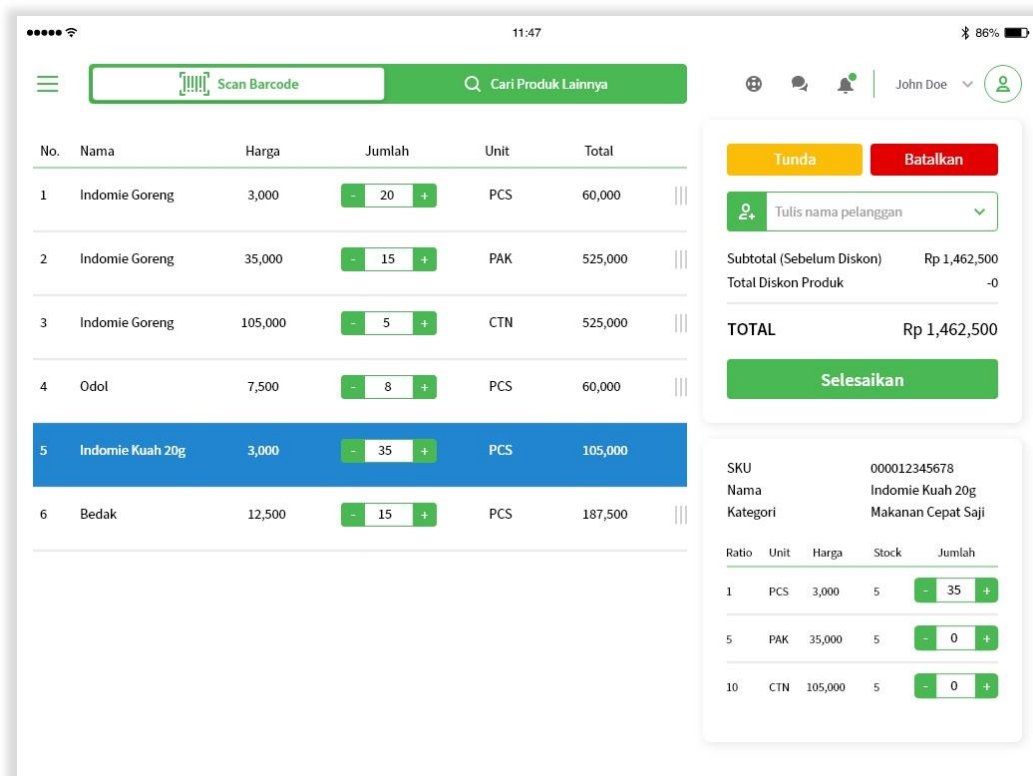 11:47
86%
Scan Barcode
Cari Produk Lainnya
John Doe
No. Nama Harga Jumlah Unit Total
1 Indomie Goreng 3,000 - 20 + PCS 60,000
2 Indomie Goreng 35,000 - 15 + PAK 525,000
3 Indomie Goreng 105,000 - 5 + CTN 525,000
4 Odol 7,500 - 8 + PCS 60,000
5 Indomie Kuah 20g 3,000 - 35 + PCS 105,000
6 Bedak 12,500 - 15 + PCS 187,500
Tunda Batalkan
Tulis nama pelanggan
Subtotal (Sebelum Diskon) Rp 1,462,500
Total Diskon Produk -0
TOTAL Rp 1,462,500
Selesaikan
SKU 000012345678
Nama Indomie Kuah 20g
Kategori Makanan Cepat Saji
Ratio Unit Harga Stock Jumlah
1 PCS 3,000 5 - 35 +
5 PAK 35,000 5 - 0 +
10 CTN 105,000 5 - 0 +